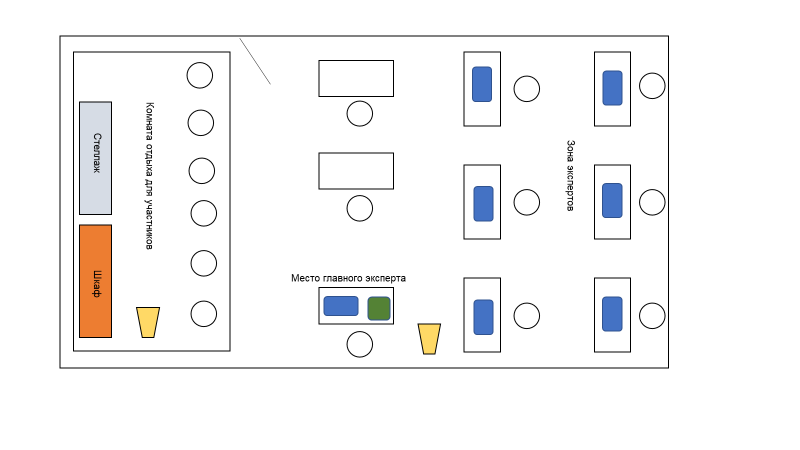 Стеллаж
Шкаф
Комната отдыха для участников
Место главного эксперта
Зона экспертов